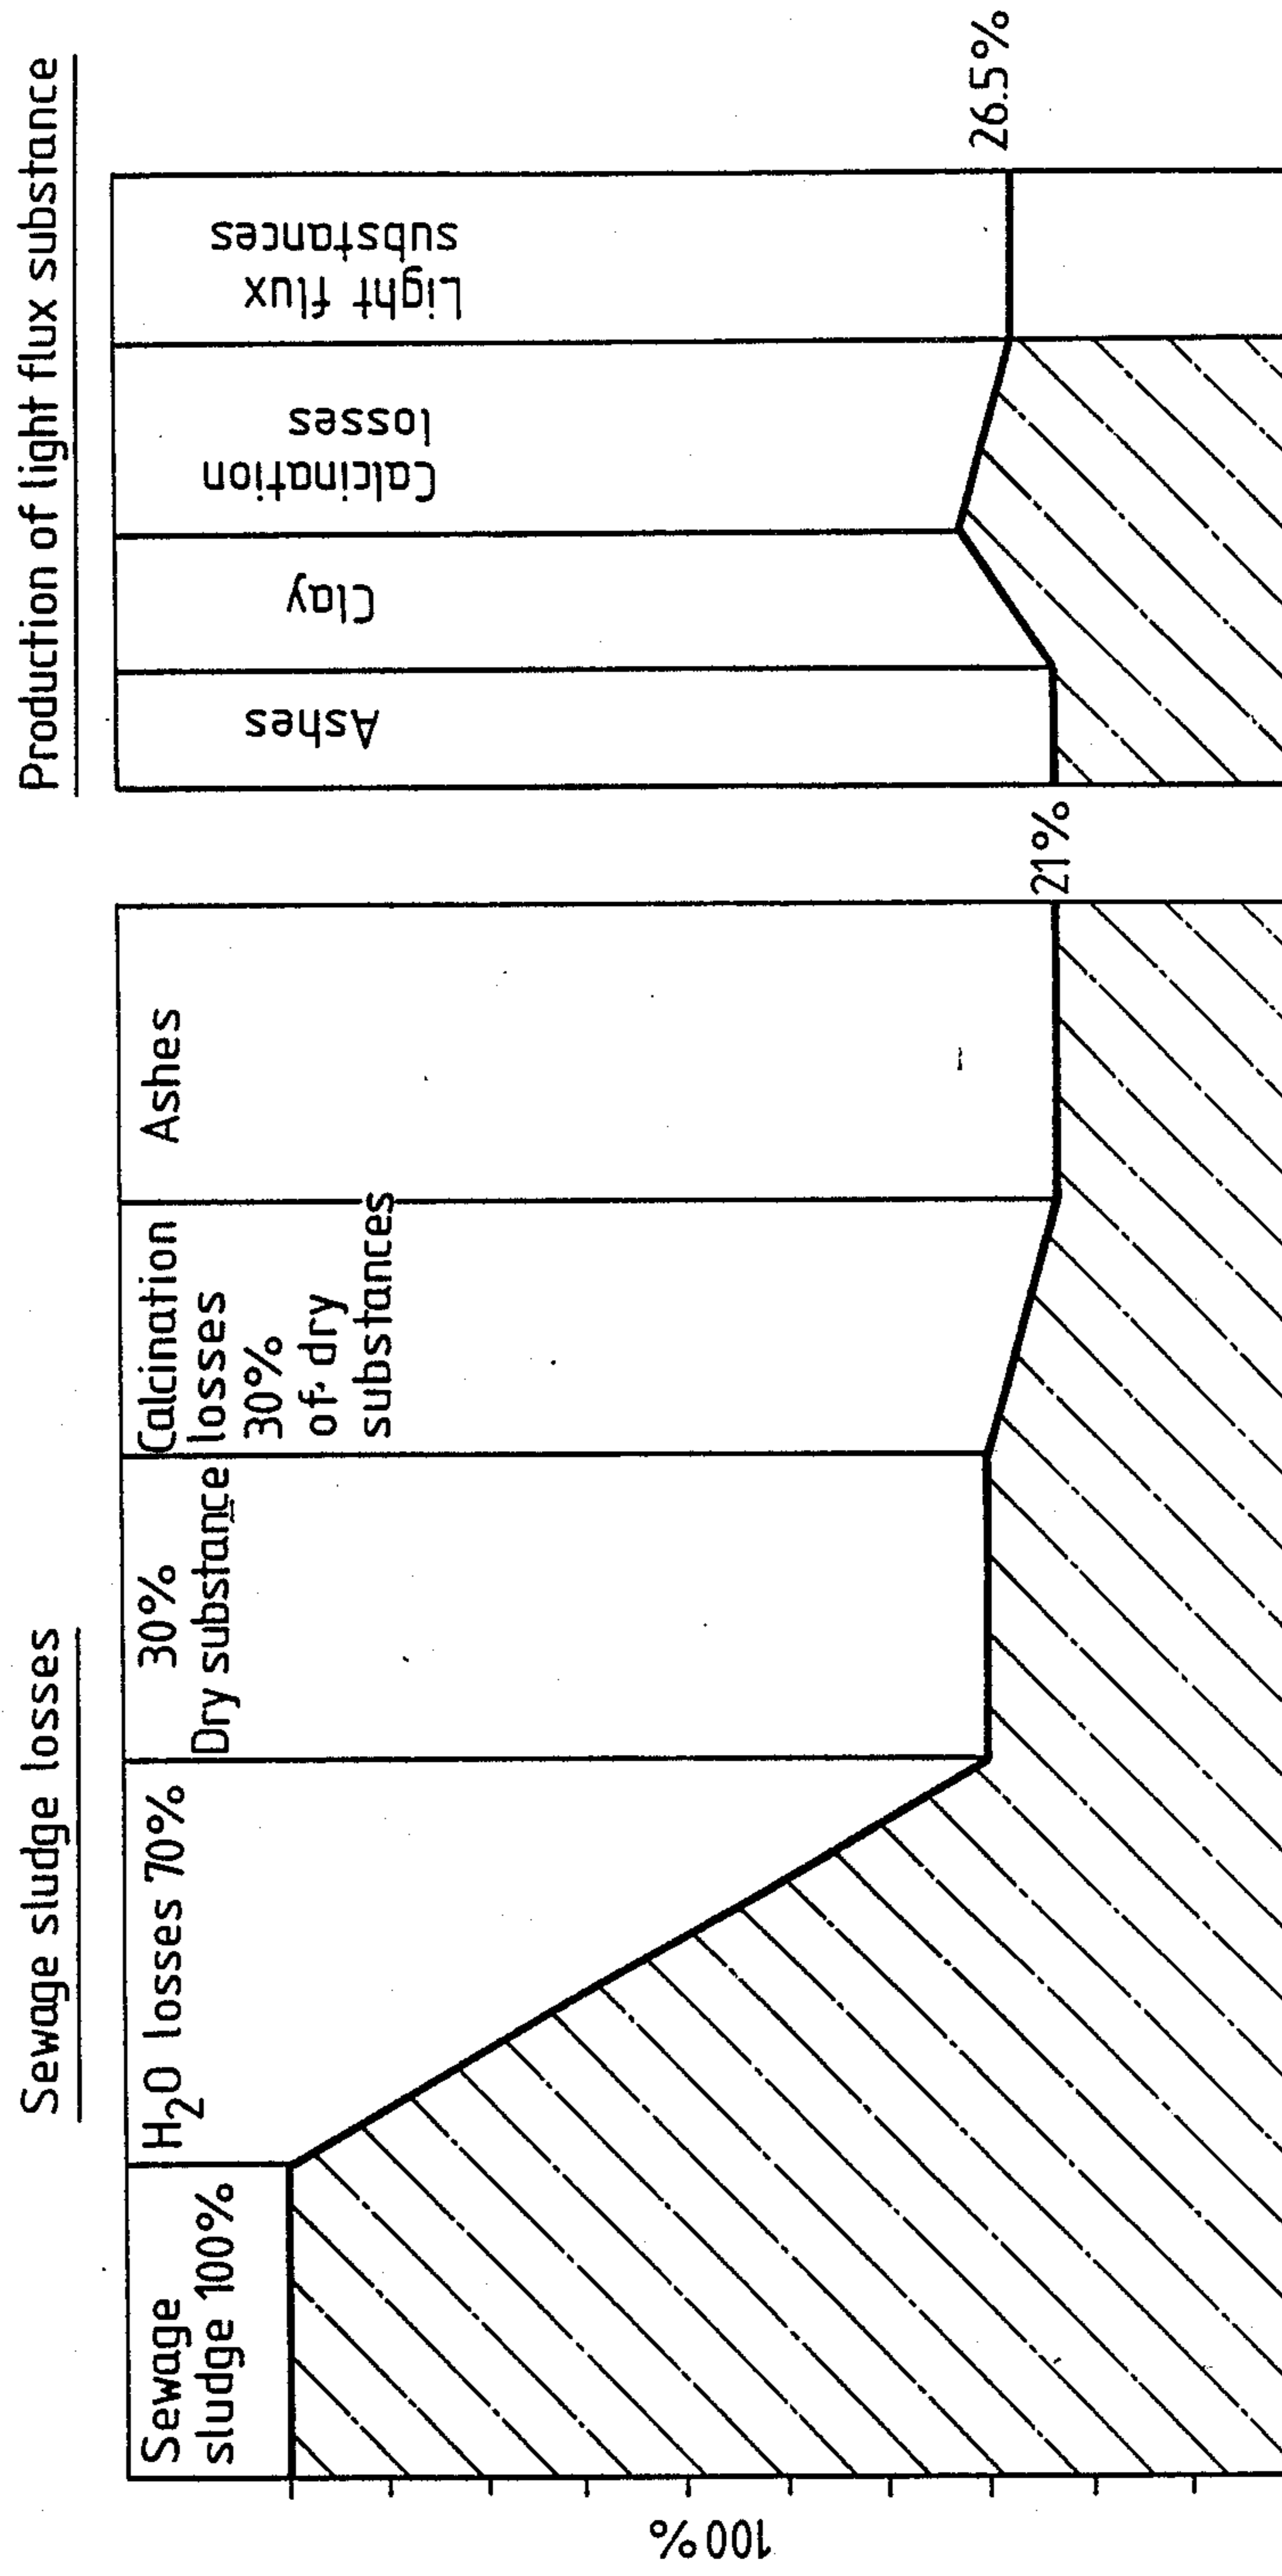 Sewage sludge losses
Sewage
sludge 100%
H₂O losses 70%
30%
Dry substance
Calcination
losses
30%
of dry
substances
Ashes
21%
100%
Production of light flux substance
Ashes
Clay
Calcination
losses
Light flux
substances
26.5%